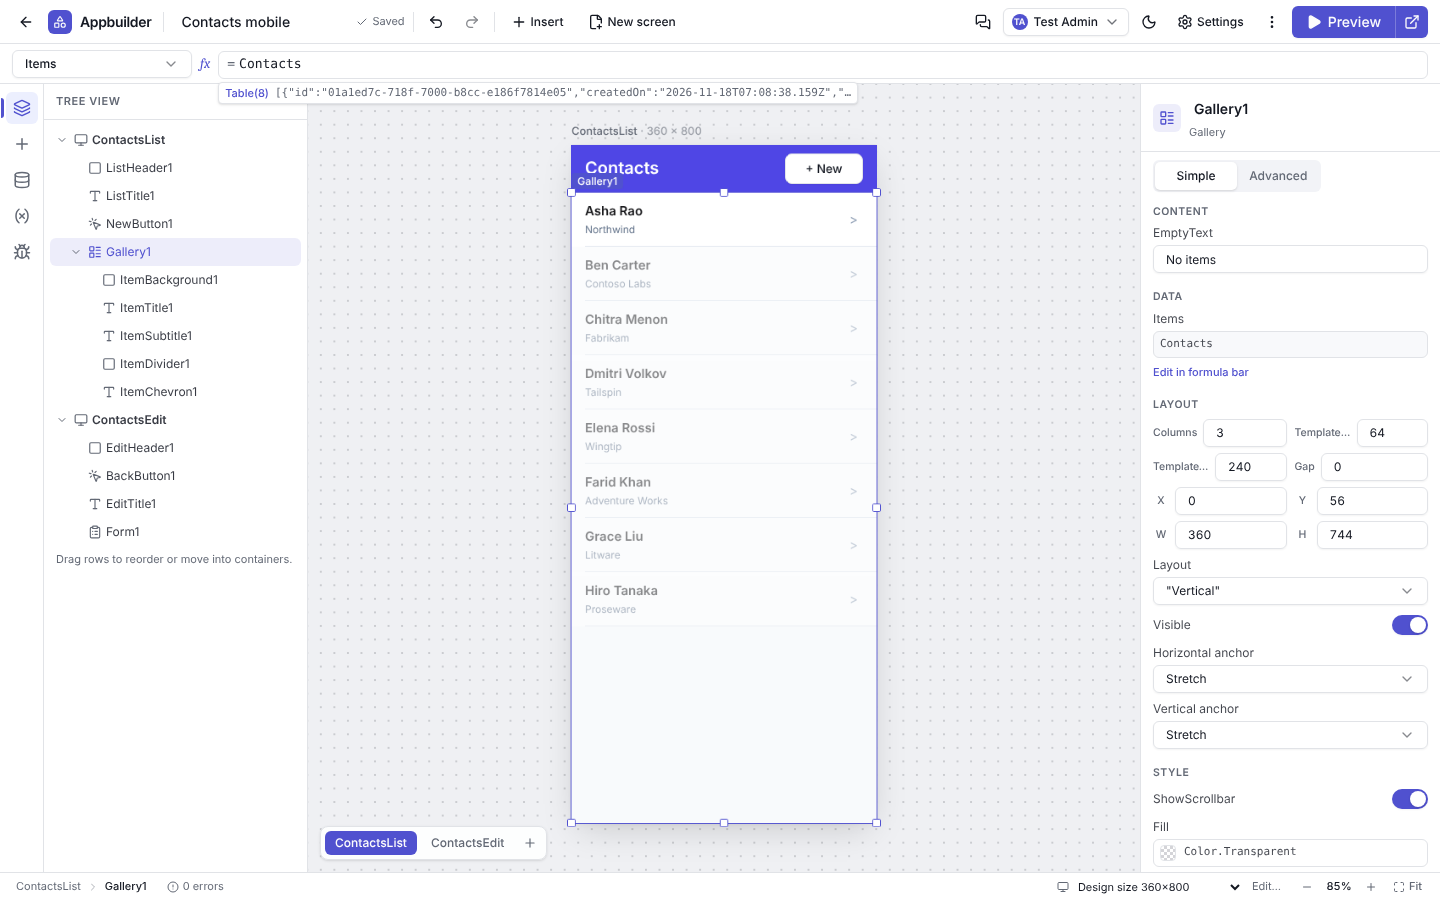 Appbuilder
Contacts mobile
Saved
Insert
New screen
TA
Test Admin
Settings
Preview
Items
fx
= Contacts
Table(8) [{"id":"01a1ed7c-718f-7000-b8cc-e186f7814e05","createdOn":"2026-11-18T07:08:38.159Z","…
TREE VIEW
ContactsList
ListHeader1
ListTitle1
NewButton1
Gallery1
ItemBackground1
ItemTitle1
ItemSubtitle1
ItemDivider1
ItemChevron1
ContactsEdit
EditHeader1
BackButton1
EditTitle1
Form1
Drag rows to reorder or move into containers.
ContactsList · 360 × 800
Contacts
+ New
Gallery1
Asha Rao
Northwind
>
Ben Carter
Contoso Labs
>
Chitra Menon
Fabrikam
>
Dmitri Volkov
Tailspin
>
Elena Rossi
Wingtip
>
Farid Khan
Adventure Works
>
Grace Liu
Litware
>
Hiro Tanaka
Proseware
>
ContactsList
ContactsEdit
+
Gallery1
Gallery
Simple
Advanced
CONTENT
EmptyText
No items
DATA
Items
Contacts
Edit in formula bar
LAYOUT
Columns 3 Template... 64
Template... 240 Gap 0
X 0 Y 56
W 360 H 744
Layout
"Vertical"
Visible
Horizontal anchor
Stretch
Vertical anchor
Stretch
STYLE
ShowScrollbar
Fill
Color.Transparent
ContactsList > Gallery1
0 errors
Design size 360×800
Edit...
− 85% +
Fit